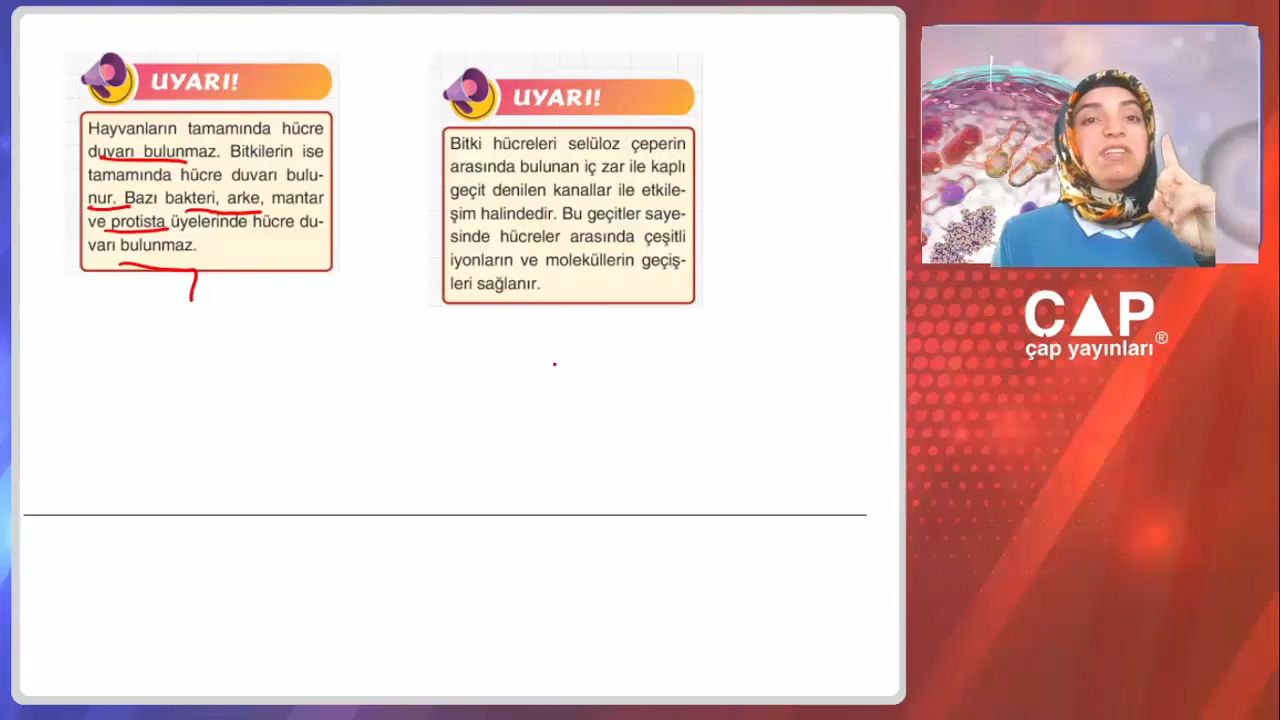 UYARI!
Hayvanların tamamında hücre
duvarı bulunmaz. Bitkilerin ise
tamamında hücre duvarı bulu-
nur. Bazı bakteri, arke, mantar
ve protista üyelerinde hücre du-
varı bulunmaz.
UYARI!
Bitki hücreleri selüloz çeperin
arasında bulunan iç zar ile kaplı
geçit denilen kanallar ile etkile-
şim halindedir. Bu geçitler saye-
sinde hücreler arasında çeşitli
iyonların ve moleküllerin geçiş-
leri sağlanır.
ÇAP
çap yayınları®